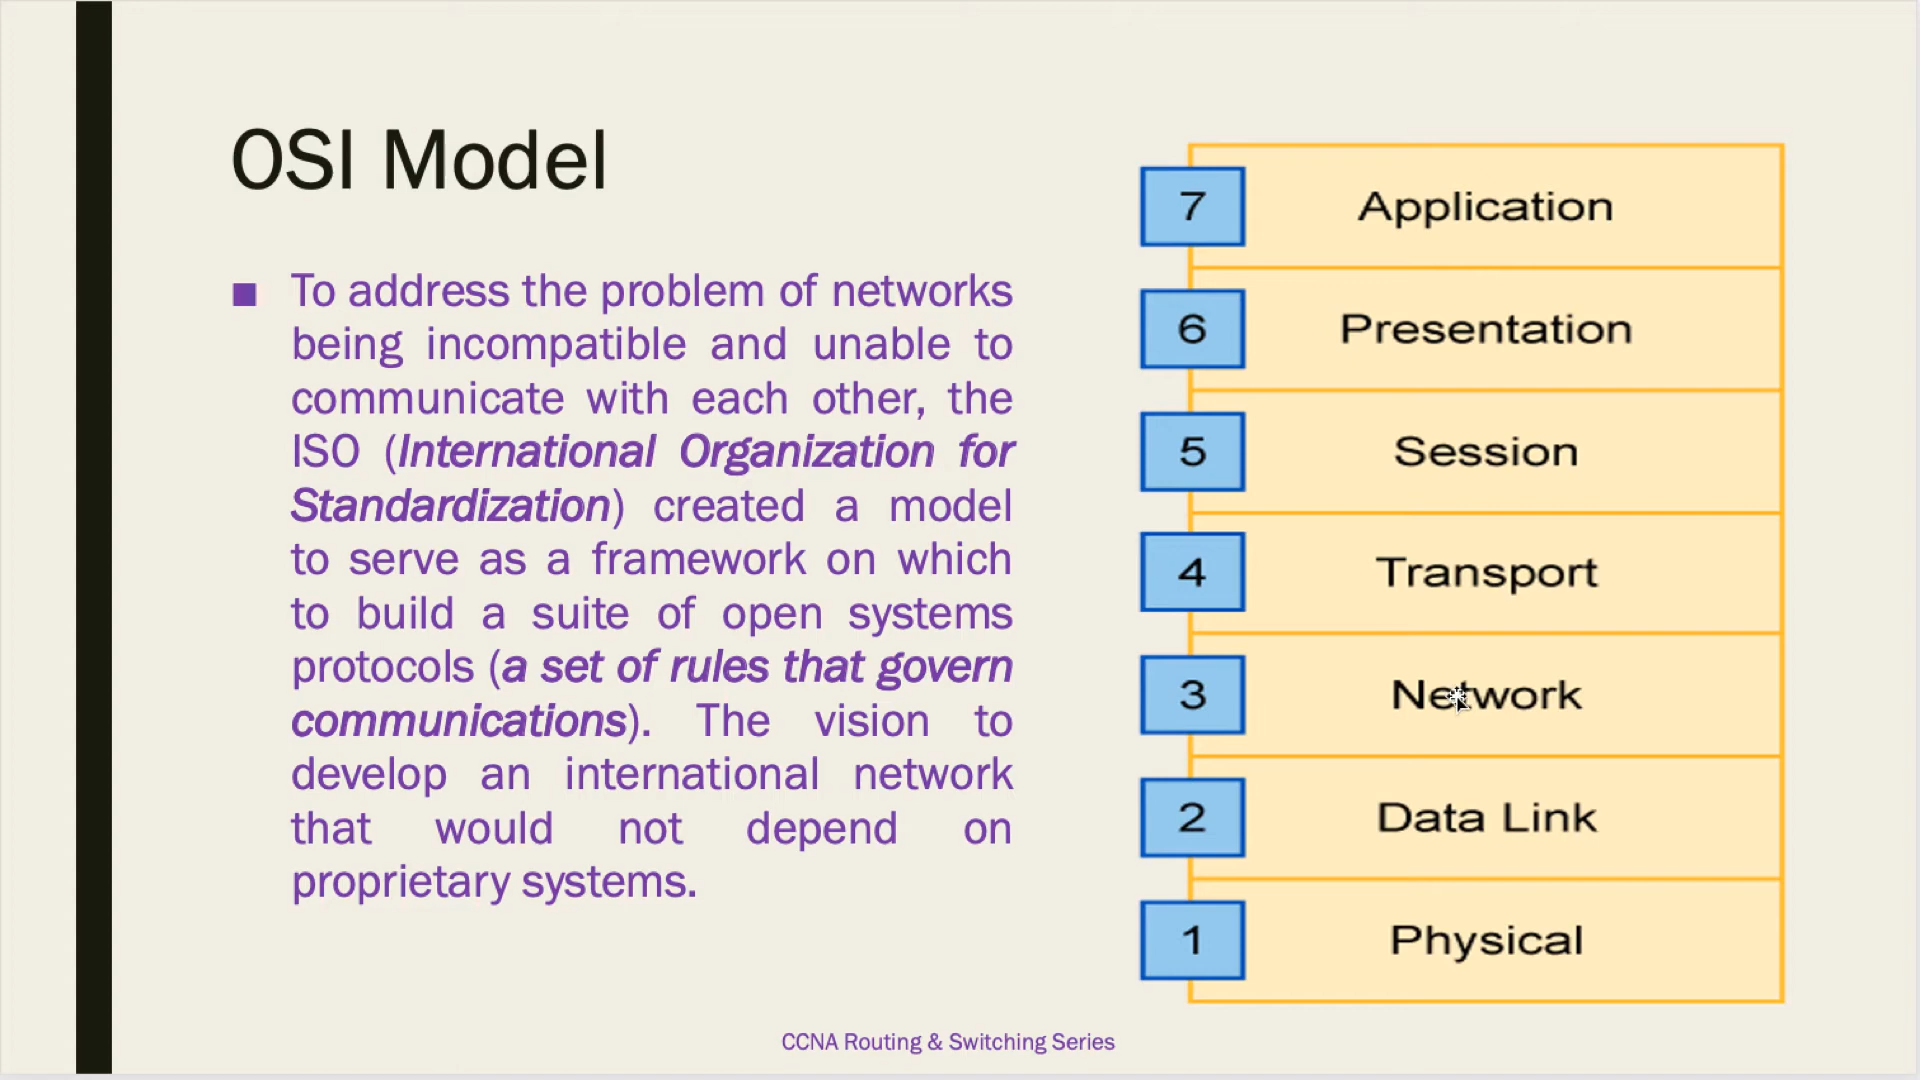 OSI Model
■ To address the problem of networks
being incompatible and unable to
communicate with each other, the
ISO (International Organization for
Standardization) created a model
to serve as a framework on which
to build a suite of open systems
protocols (a set of rules that govern
communications). The vision to
develop an international network
that would not depend on
proprietary systems.
7 Application
6 Presentation
5 Session
4 Transport
3 Network
2 Data Link
1 Physical
CCNA Routing & Switching Series